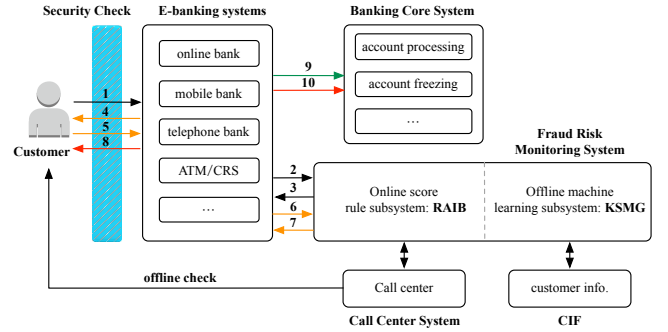 Security Check
E-banking systems
Banking Core System
online bank
mobile bank
telephone bank
ATM/CRS
...
account processing
account freezing
...
1
4
5
8
9
10
Customer
Fraud Risk
Monitoring System
2
3
6
7
Online score
rule subsystem: RAIB
Offline machine
learning subsystem: KSMG
offline check
Call center
customer info.
Call Center System
CIF